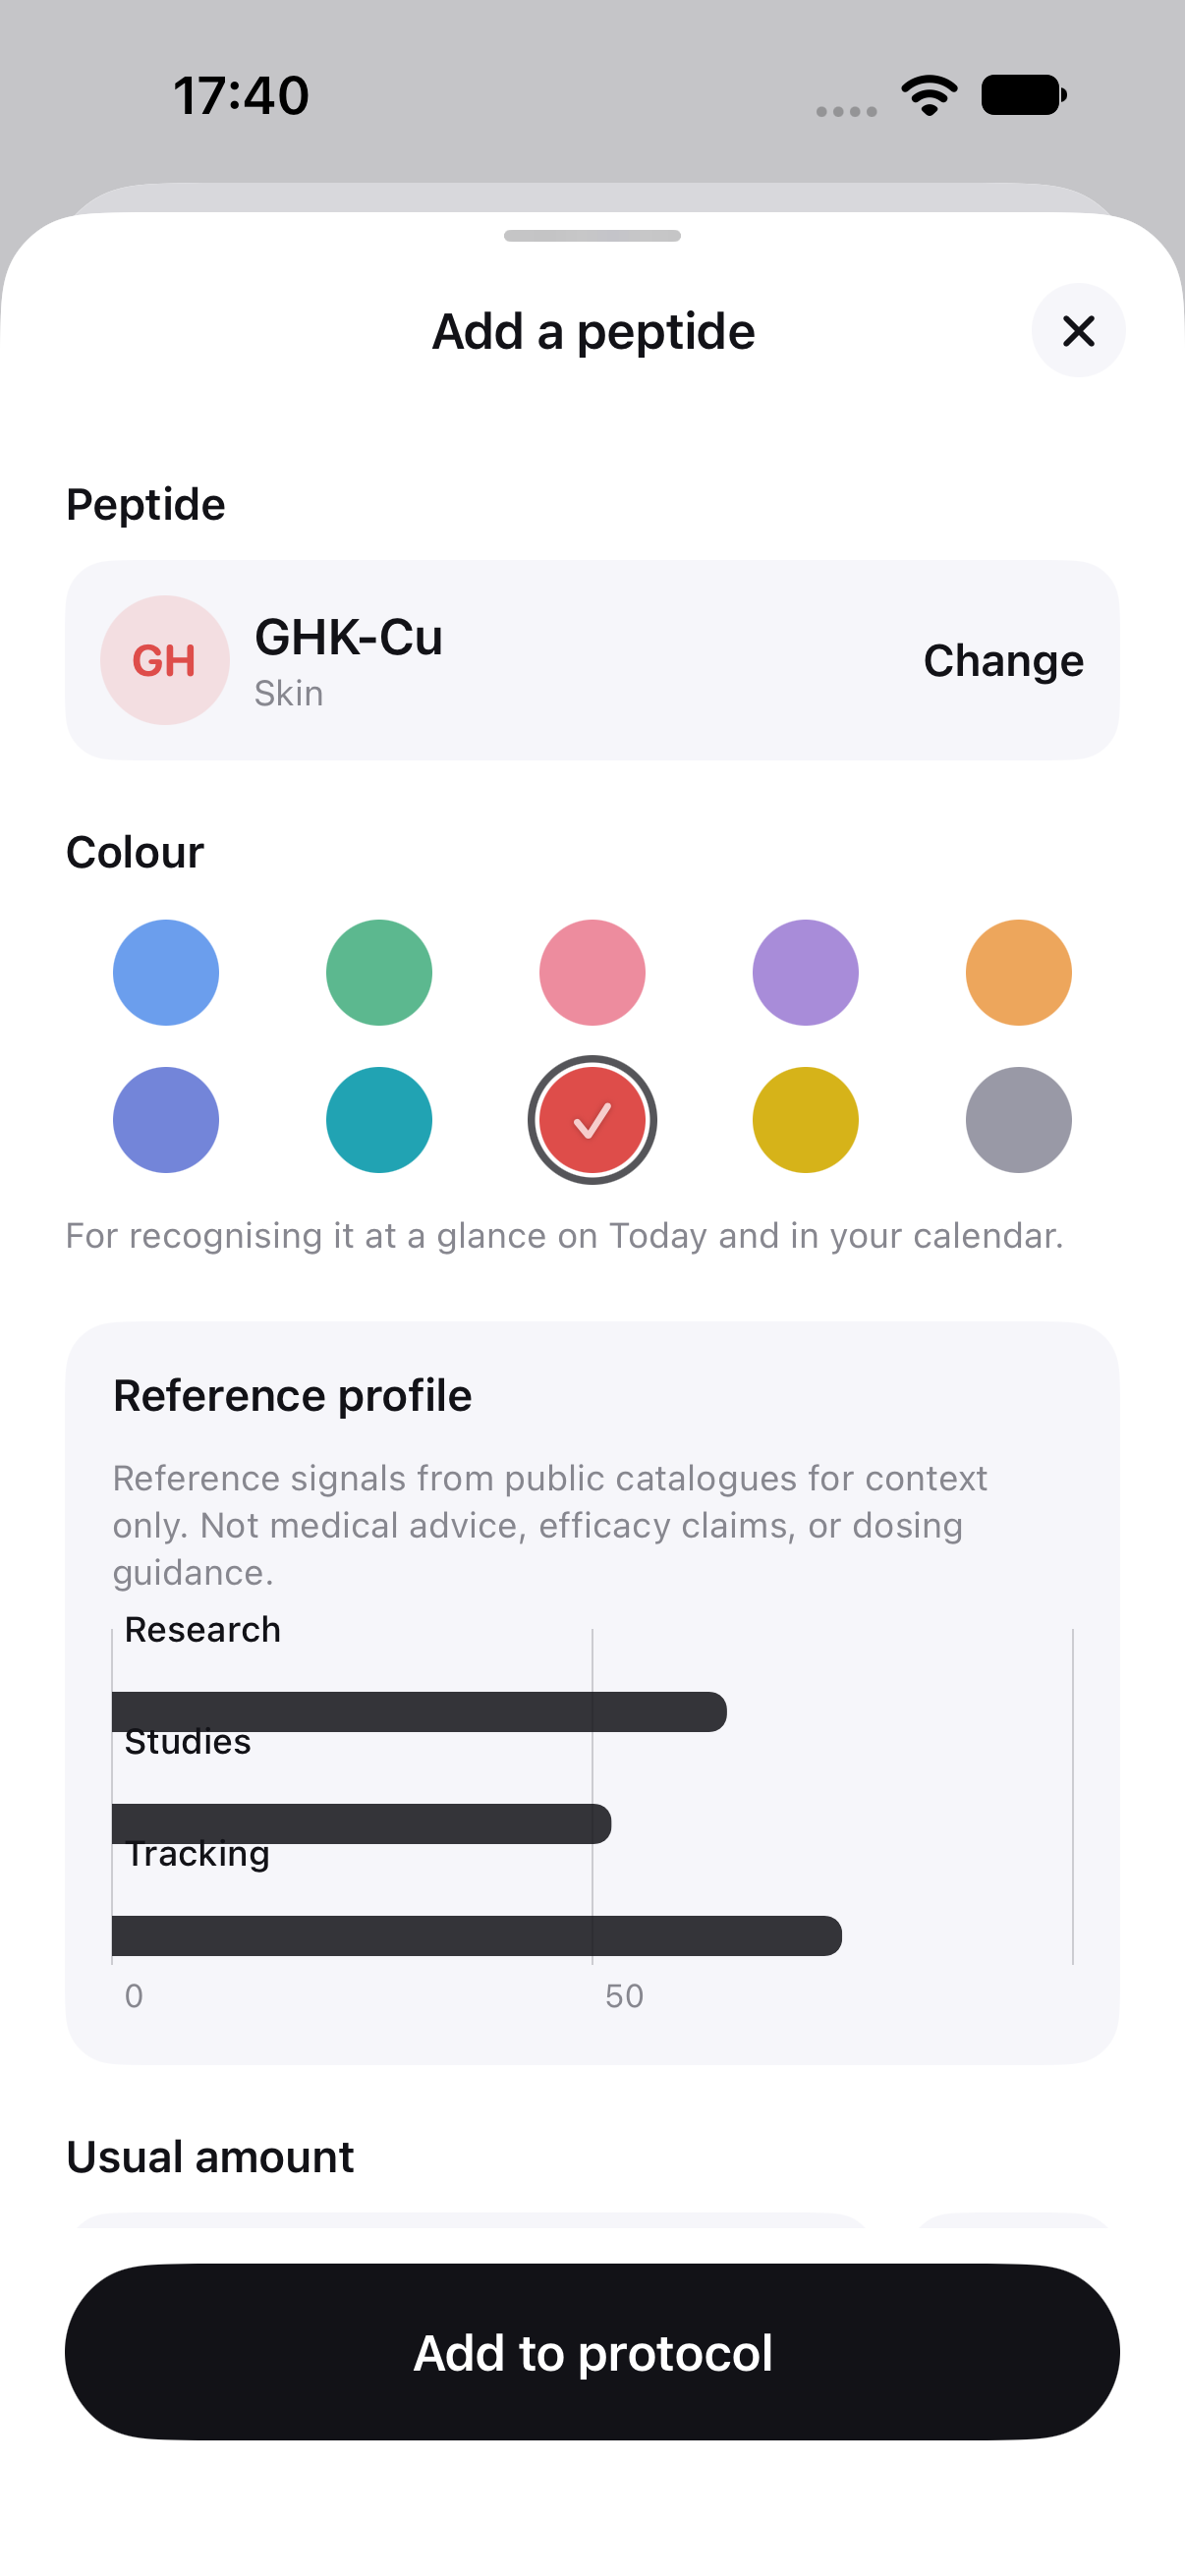 17:40
Add a peptide
Peptide
GH
GHK-Cu
Skin
Change
Colour
For recognising it at a glance on Today and in your calendar.
Reference profile
Reference signals from public catalogues for context
only. Not medical advice, efficacy claims, or dosing
guidance.
Research
Studies
Tracking
0
50
Usual amount
Add to protocol